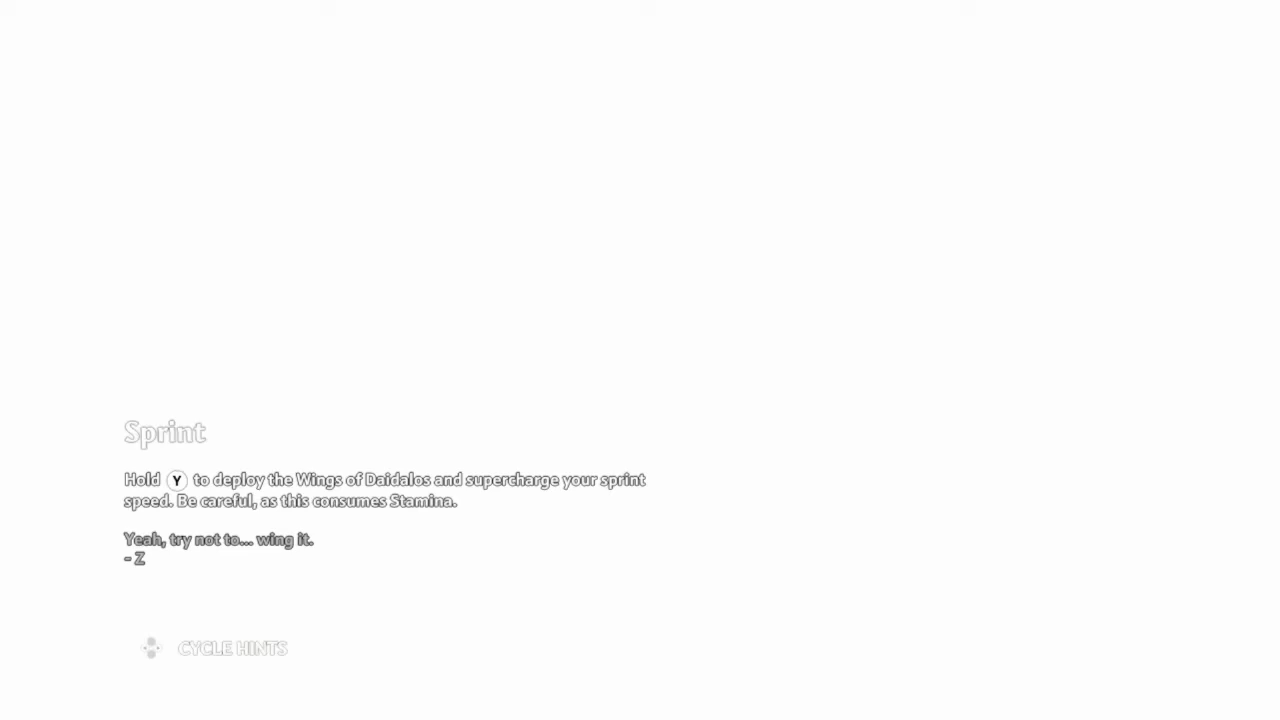 Sprint
Hold Y to deploy the Wings of Daidalos and supercharge your sprint
speed. Be careful, as this consumes Stamina.
Yeah, try not to... wing it.
- Z
CYCLE HINTS